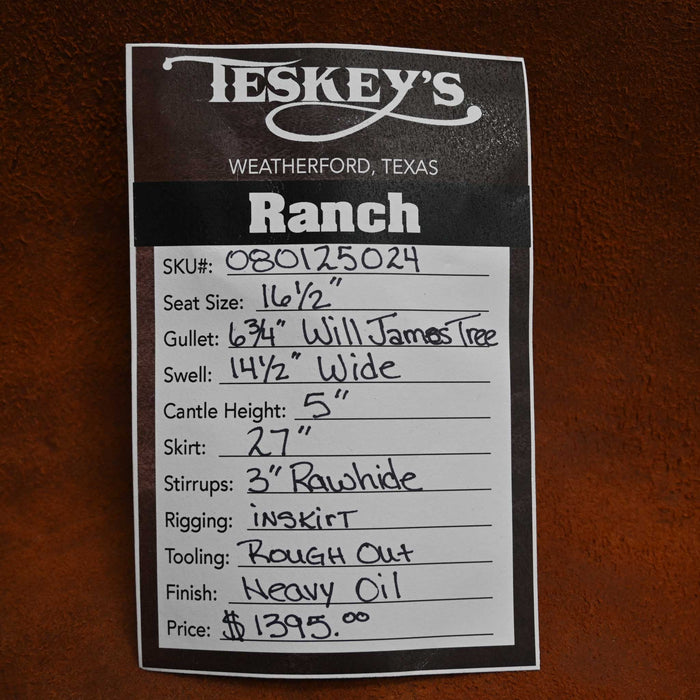 TESKEY'S
WEATHERFORD, TEXAS
Ranch
SKU#: 080125024
Seat Size: 16½"
Gullet: 6¾" Will James Tree
Swell: 14½" Wide
Cantle Height: 5"
Skirt: 27"
Stirrups: 3" Rawhide
Rigging: inskirt
Tooling: Rough Out
Finish: Heavy Oil
Price: $1395.00